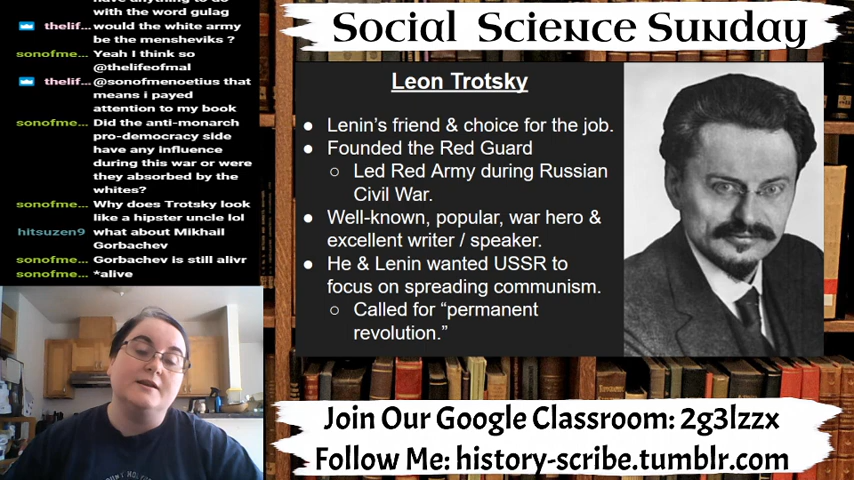 have anything to do
with the word gulag
thelif... would the white army
be the mensheviks ?
sonofme... Yeah I think so
@thelifeofmal
thelif... @sonofmenoetius that
means i payed
attention to my book
sonofme... Did the anti-monarch
pro-democracy side
have any influence
during this war or were
they absorbed by the
whites?
sonofme... Why does Trotsky look
like a hipster uncle lol
hitsuzen9 what about Mikhail
Gorbachev
sonofme... Gorbachev is still alivr
sonofme... *alive
Social Science Sunday
Leon Trotsky
● Lenin's friend & choice for the job.
● Founded the Red Guard
○ Led Red Army during Russian
Civil War.
● Well-known, popular, war hero &
excellent writer / speaker.
● He & Lenin wanted USSR to
focus on spreading communism.
○ Called for "permanent
revolution."
Join Our Google Classroom: 2g3lzzx
Follow Me: history-scribe.tumblr.com